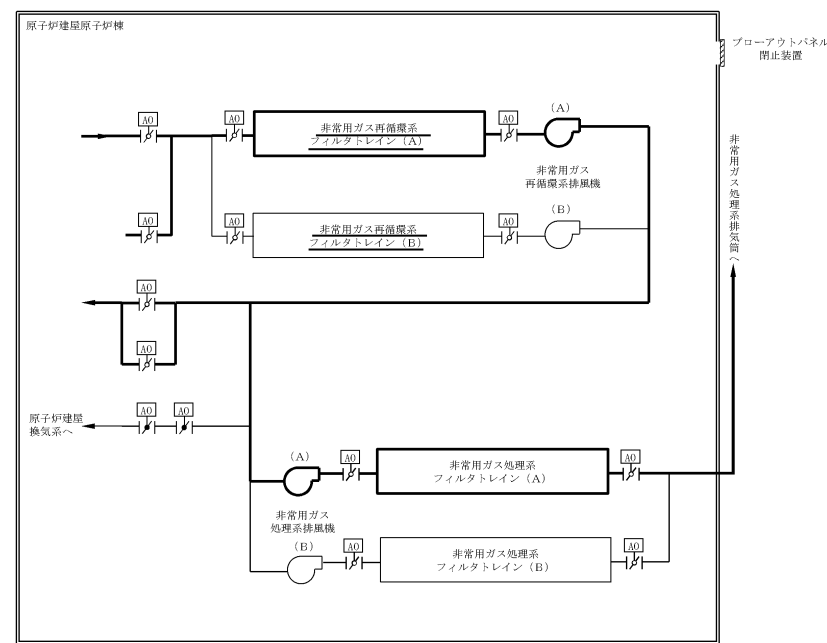 原子炉建屋原子炉棟
ブローアウトパネル
閉止装置
AO
AO
AO
(A)
非常用ガス再循環系
フィルタトレイン(A)
非常用ガス
再循環系排風機
AO
AO
AO
(B)
非常用ガス再循環系
フィルタトレイン(B)
非常用ガス処理系排気筒へ
AO
AO
原子炉建屋
換気系へ
AO
AO
(A)
AO
非常用ガス処理系
フィルタトレイン(A)
AO
非常用ガス
処理系排風機
(B)
AO
非常用ガス処理系
フィルタトレイン(B)
AO